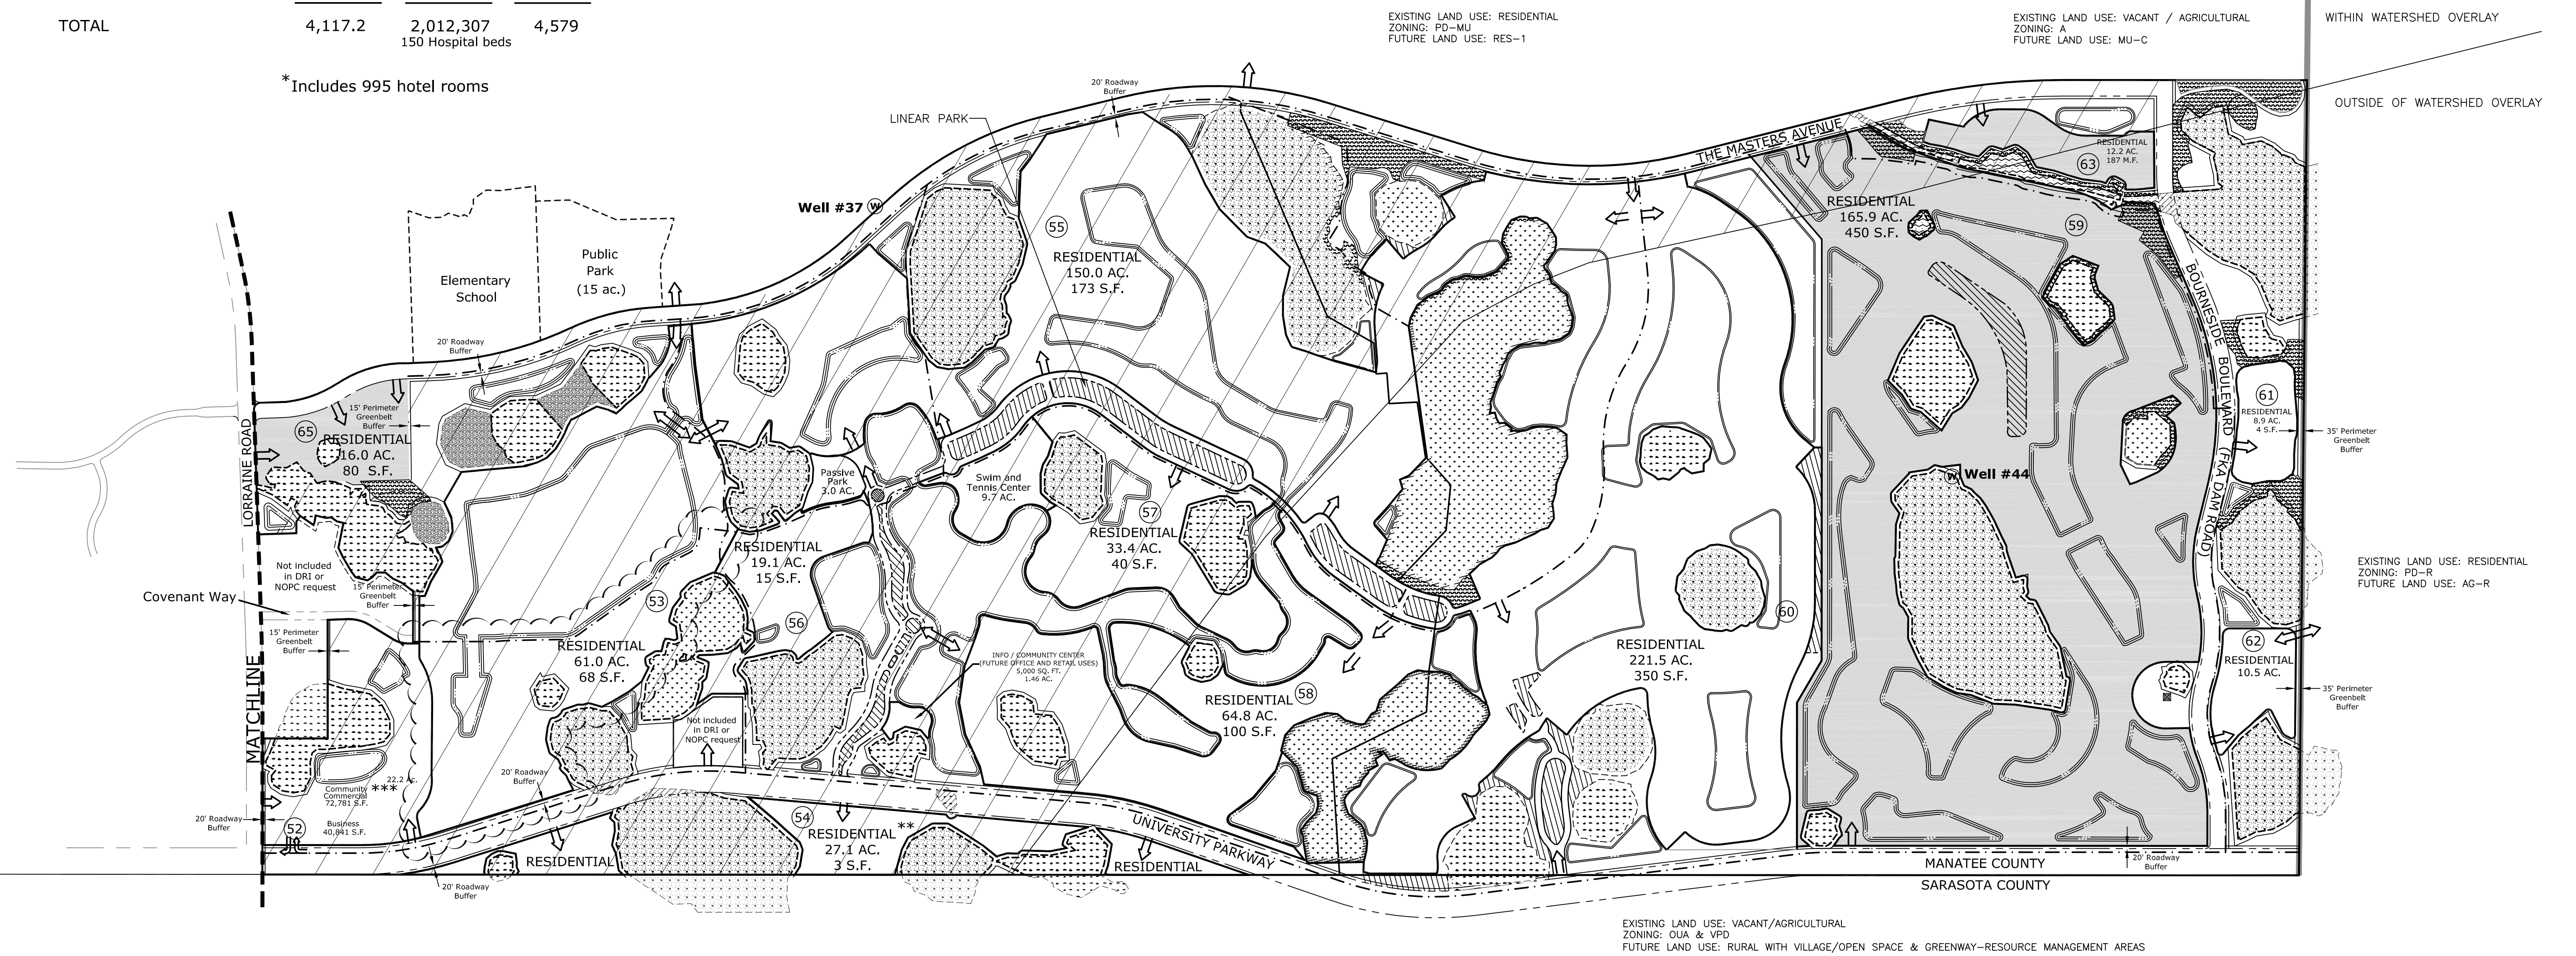 TOTAL
4,117.2
2,012,307
4,579
150 Hospital beds
*Includes 995 hotel rooms
EXISTING LAND USE: RESIDENTIAL
ZONING: PD-MU
FUTURE LAND USE: RES-1
EXISTING LAND USE: VACANT / AGRICULTURAL
ZONING: A
FUTURE LAND USE: MU-C
WITHIN WATERSHED OVERLAY
OUTSIDE OF WATERSHED OVERLAY
20' Roadway
Buffer
LINEAR PARK
THE MASTERS AVENUE
RESIDENTIAL
12.2 AC.
187 M.F.
63
Well #37
W
55
RESIDENTIAL
150.0 AC.
173 S.F.
RESIDENTIAL
165.9 AC.
450 S.F.
59
Elementary
School
Public
Park
(15 ac.)
20' Roadway
Buffer
BOURNESIDE BOULEVARD (FKA DAM ROAD)
15' Perimeter
Greenbelt
Buffer
65
RESIDENTIAL
16.0 AC.
80 S.F.
LORRAINE ROAD
61
RESIDENTIAL
8.9 AC.
4 S.F.
35' Perimeter
Greenbelt
Buffer
Passive
Park
3.0 AC.
Swim and
Tennis Center
9.7 AC.
W
Well #44
57
RESIDENTIAL
33.4 AC.
40 S.F.
RESIDENTIAL
19.1 AC.
15 S.F.
Not included
in DRI or
NOPC request
15' Perimeter
Greenbelt
Buffer
Covenant Way
53
56
60
EXISTING LAND USE: RESIDENTIAL
ZONING: PD-R
FUTURE LAND USE: AG-R
15' Perimeter
Greenbelt
Buffer
RESIDENTIAL
61.0 AC.
68 S.F.
INFO / COMMUNITY CENTER
(FUTURE OFFICE AND RETAIL USES)
5,000 SQ. FT.
1.46 AC.
RESIDENTIAL
221.5 AC.
350 S.F.
62
RESIDENTIAL
10.5 AC.
35' Perimeter
Greenbelt
Buffer
MATCHLINE
58
RESIDENTIAL
64.8 AC.
100 S.F.
Not included
in DRI or
NOPC request
20' Roadway
Buffer
22.2 Ac.
Community ***
Commercial
72,781 S.F.
Business
40,841 S.F.
20' Roadway
Buffer
52
54
RESIDENTIAL **
27.1 AC.
3 S.F.
UNIVERSITY PARKWAY
RESIDENTIAL
RESIDENTIAL
20' Roadway
Buffer
MANATEE COUNTY
SARASOTA COUNTY
20' Roadway
Buffer
EXISTING LAND USE: VACANT/AGRICULTURAL
ZONING: OUA & VPD
FUTURE LAND USE: RURAL WITH VILLAGE/OPEN SPACE & GREENWAY-RESOURCE MANAGEMENT AREAS